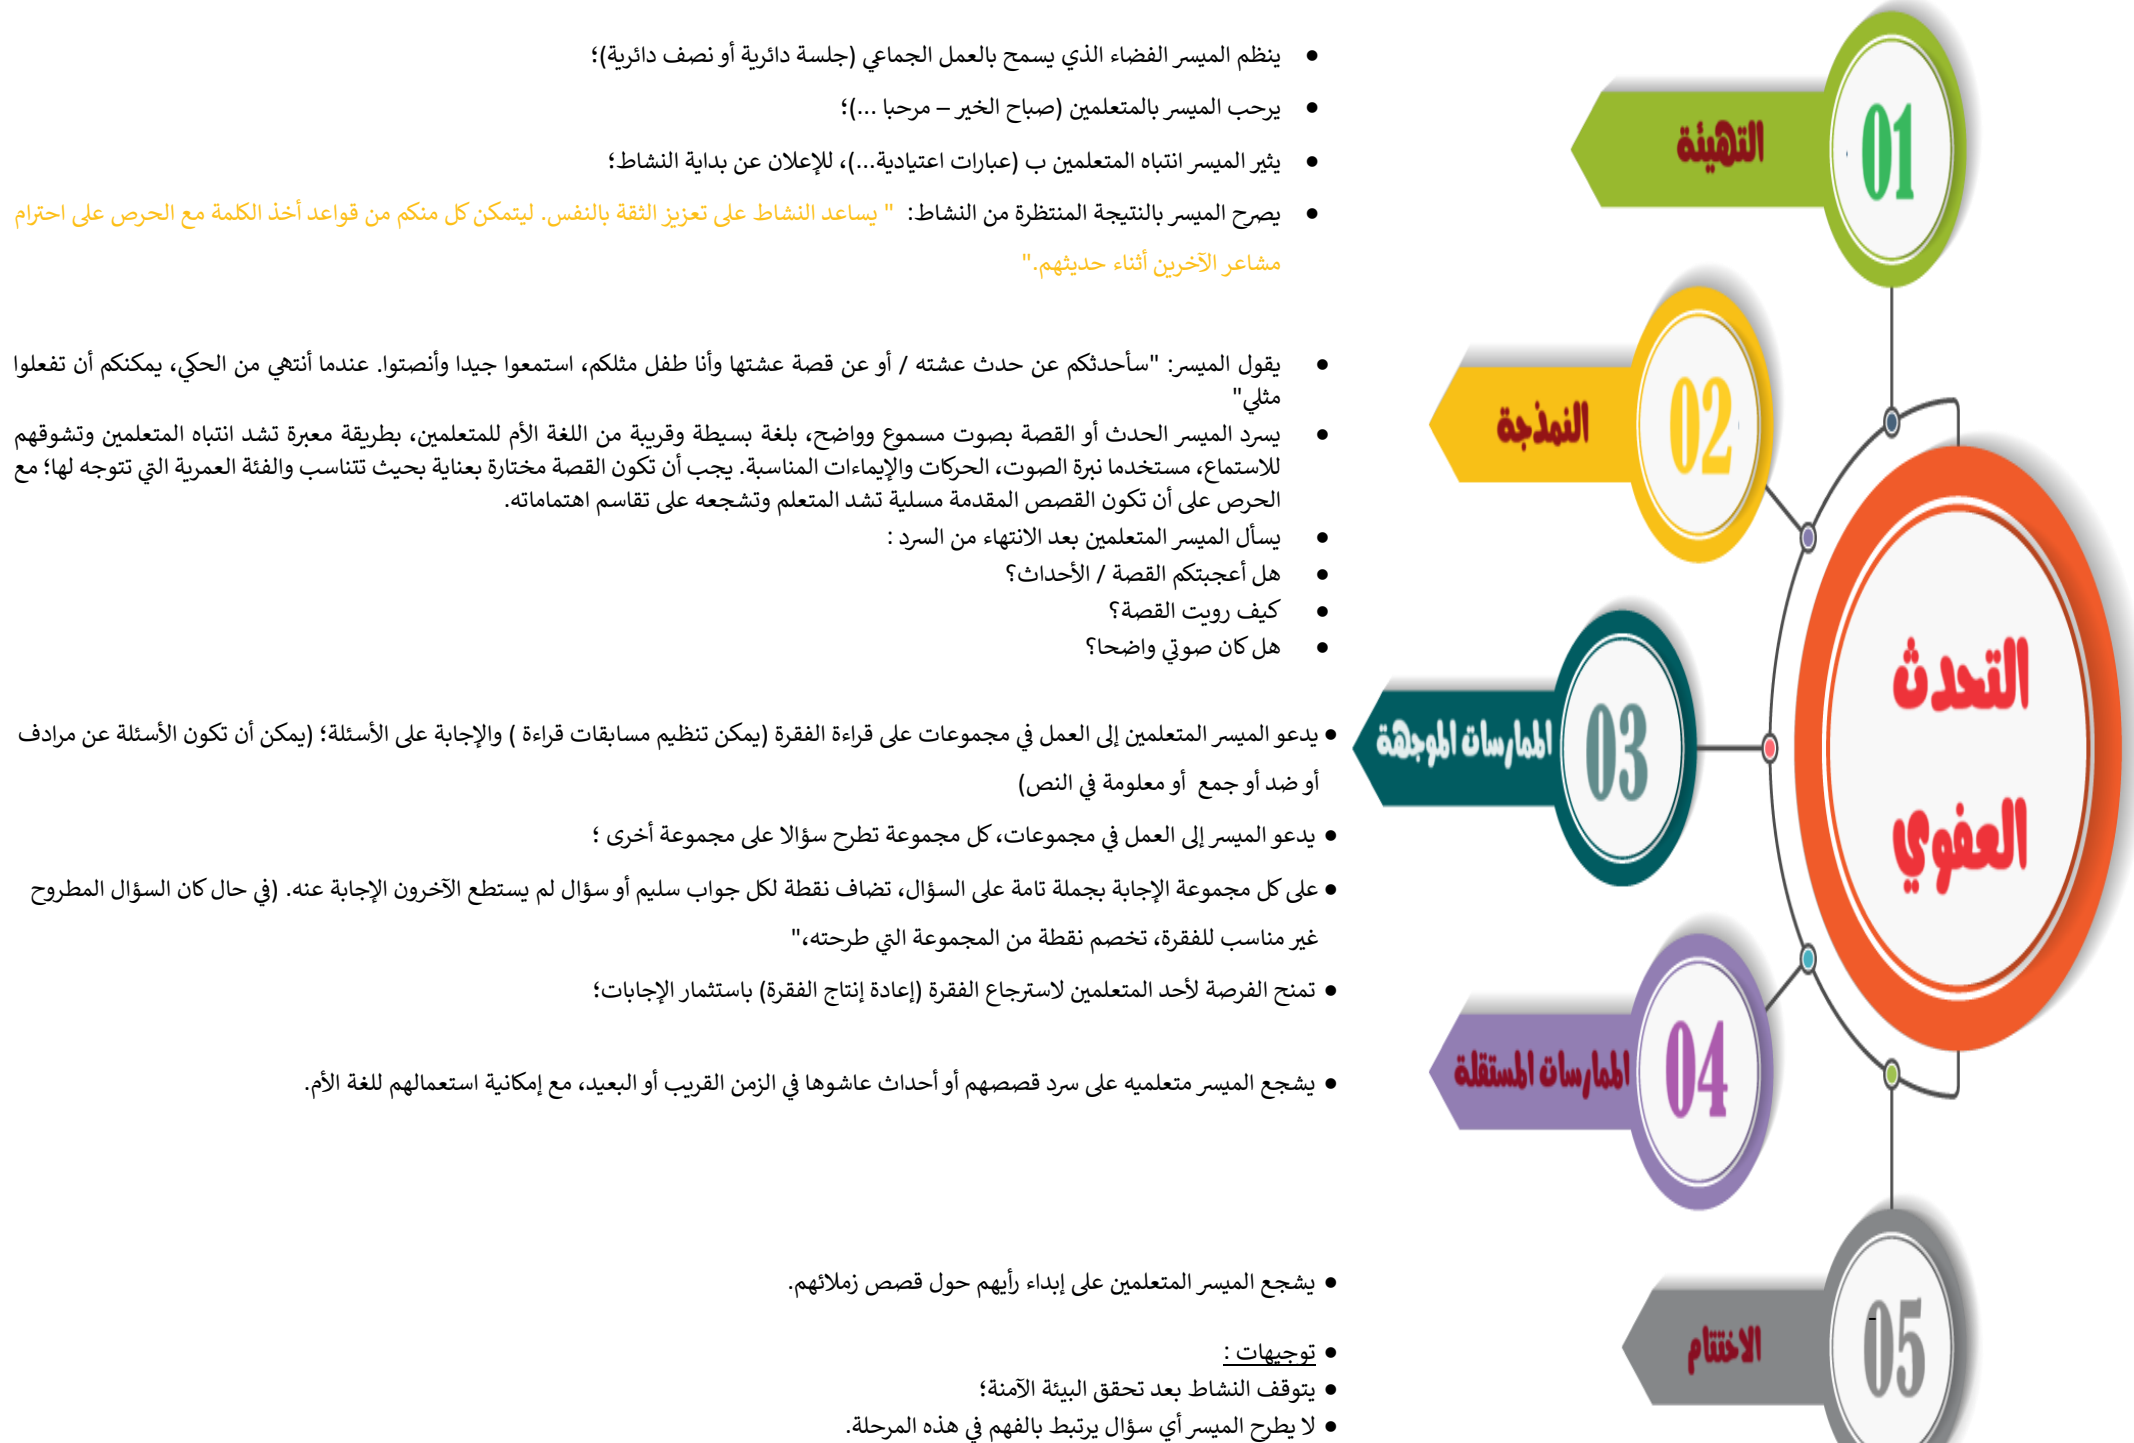 01
التهيئة
ينظم الميسر الفضاء الذي يسمح بالعمل الجماعي (جلسة دائرية أو نصف دائرية)؛
يرحب الميسر بالمتعلمين (صباح الخير – مرحبا ...)؛
يثير الميسر انتباه المتعلمين ب (عبارات اعتيادية...)، للإعلان عن بداية النشاط؛
يصرح الميسر بالنتيجة المنتظرة من النشاط: " يساعد النشاط على تعزيز الثقة بالنفس. ليتمكن كل منكم من قواعد أخذ الكلمة مع الحرص على احترام
مشاعر الآخرين أثناء حديثهم."
02
النمذجة
يقول الميسر: "سأحدثكم عن حدث عشته / أو عن قصة عشتها وأنا طفل مثلكم، استمعوا جيدا وأنصتوا. عندما أنتهي من الحكي، يمكنكم أن تفعلوا
مثلي"
يسرد الميسر الحدث أو القصة بصوت مسموع وواضح، بلغة بسيطة وقريبة من اللغة الأم للمتعلمين، بطريقة معبرة تشد انتباه المتعلمين وتشوقهم
للاستماع، مستخدما نبرة الصوت، الحركات والإيماءات المناسبة. يجب أن تكون القصة مختارة بعناية بحيث تتناسب والفئة العمرية التي تتوجه لها؛ مع
الحرص على أن تكون القصص المقدمة مسلية تشد المتعلم وتشجعه على تقاسم اهتماماته.
يسأل الميسر المتعلمين بعد الانتهاء من السرد :
هل أعجبتكم القصة / الأحداث؟
كيف رويت القصة؟
هل كان صوتي واضحا؟
التحدث
العفوي
03
الممارسات الموجهة
يدعو الميسر المتعلمين إلى العمل في مجموعات على قراءة الفقرة (يمكن تنظيم مسابقات قراءة ) والإجابة على الأسئلة؛ (يمكن أن تكون الأسئلة عن مرادف
أو ضد أو جمع أو معلومة في النص)
يدعو الميسر إلى العمل في مجموعات، كل مجموعة تطرح سؤالا على مجموعة أخرى ؛
على كل مجموعة الإجابة بجملة تامة على السؤال، تضاف نقطة لكل جواب سليم أو سؤال لم يستطع الآخرون الإجابة عنه. (في حال كان السؤال المطروح
غير مناسب للفقرة، تخصم نقطة من المجموعة التي طرحته،"
تمنح الفرصة لأحد المتعلمين لاسترجاع الفقرة (إعادة إنتاج الفقرة) باستثمار الإجابات؛
04
الممارسات المستقلة
يشجع الميسر متعلميه على سرد قصصهم أو أحداث عاشوها في الزمن القريب أو البعيد، مع إمكانية استعمالهم للغة الأم.
05
الاختتام
يشجع الميسر المتعلمين على إبداء رأيهم حول قصص زملائهم.
توجيهات :
يتوقف النشاط بعد تحقق البيئة الآمنة؛
لا يطرح الميسر أي سؤال يرتبط بالفهم في هذه المرحلة.